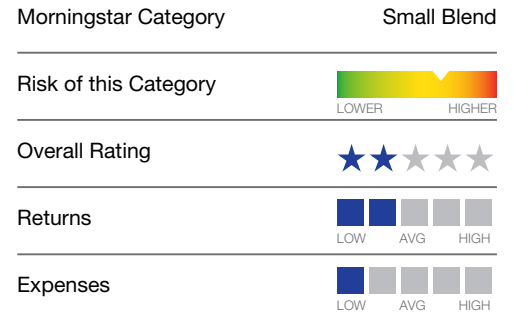 Morningstar Category Small Blend
Risk of this Category
LOWER HIGHER
Overall Rating
Returns
LOW AVG HIGH
Expenses
LOW AVG HIGH